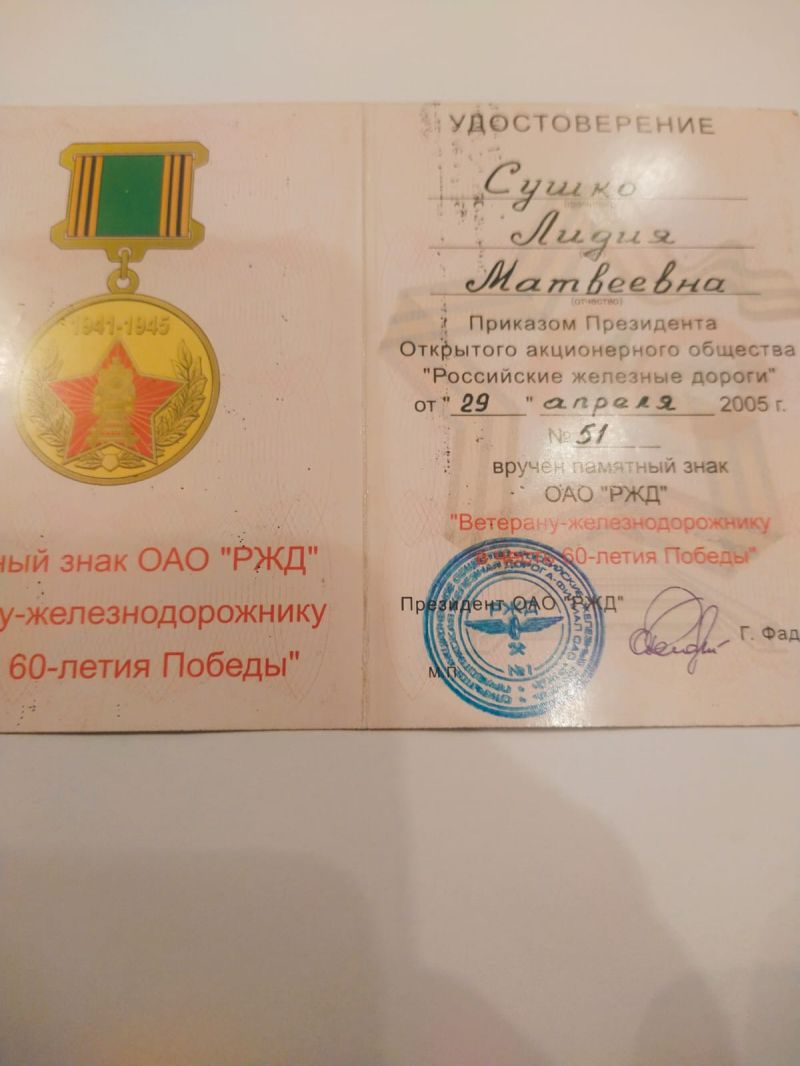 1941-1945
ный знак ОАО "РЖД"
у-железнодорожнику
60-летия Победы"
УДОСТОВЕРЕНИЕ
Сушко
Лидия
Матвеевна
(отчество)
Приказом Президента
Открытого акционерного общества
"Российские железные дороги"
от "29" апреля 2005 г.
№ 51
вручен памятный знак
ОАО "РЖД"
"Ветерану-железнодорожнику
60-летия Победы"
Президент ОАО "РЖД"
Г. Фад
М.П.
РЖД
№1